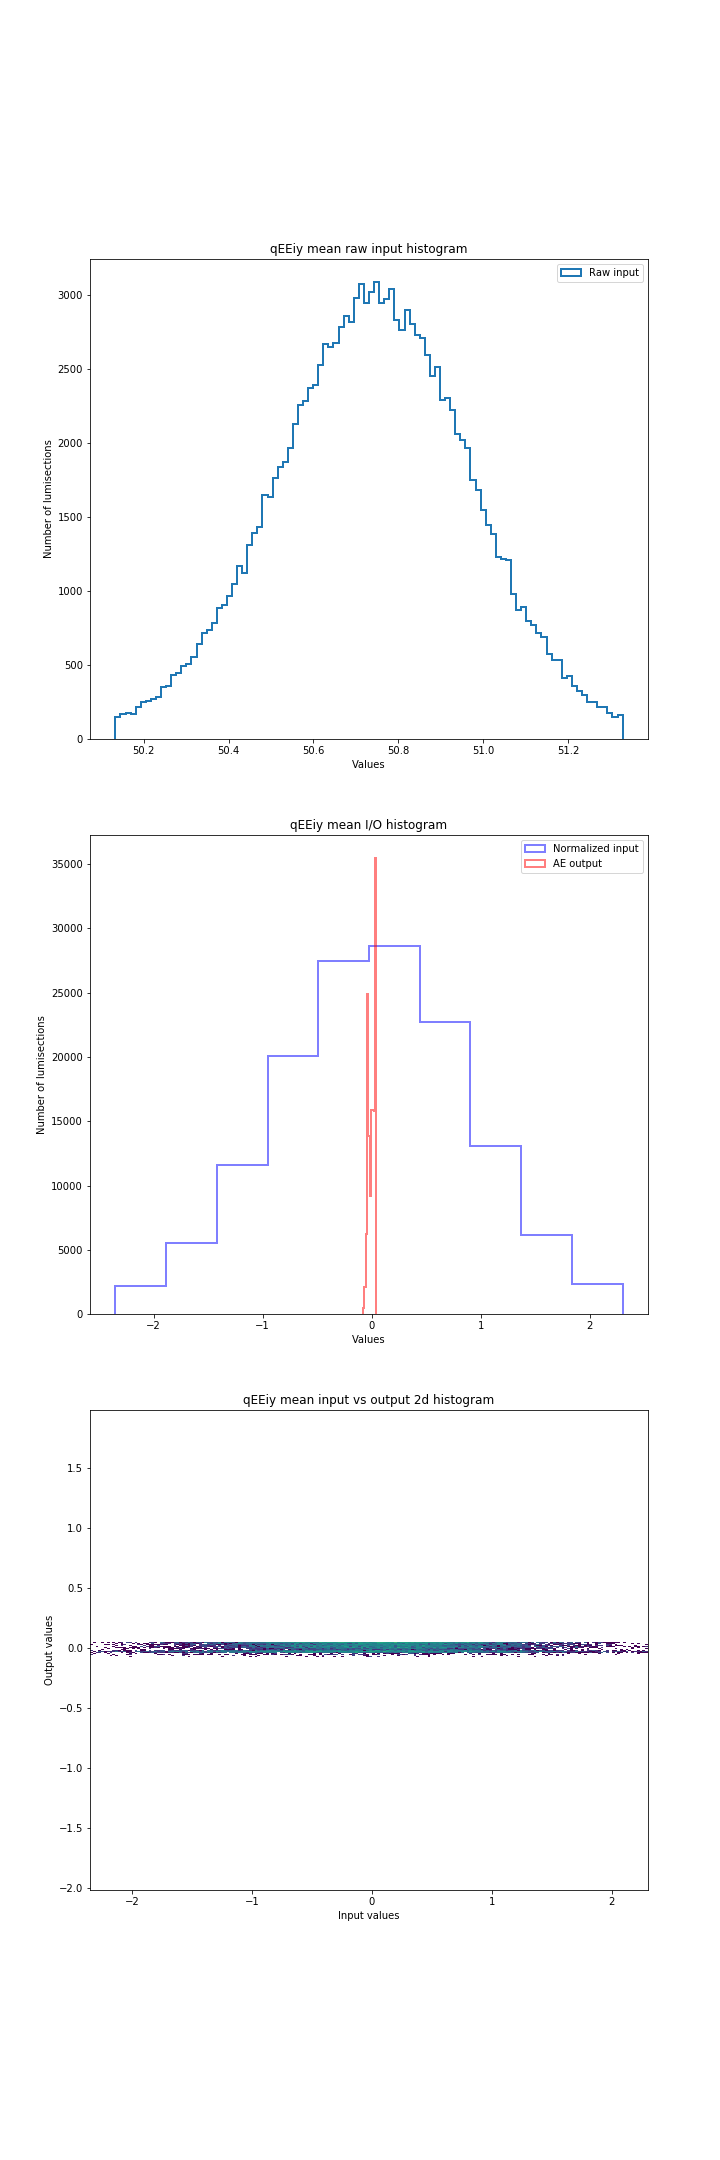 qEEiy mean raw input histogram
Raw input
3000
2500
2000
1500
1000
500
0
Number of lumisections
50.2 50.4 50.6 50.8 51.0 51.2
Values
qEEiy mean I/O histogram
Normalized input
AE output
35000
30000
25000
20000
15000
10000
5000
0
Number of lumisections
−2 −1 0 1 2
Values
qEEiy mean input vs output 2d histogram
1.5
1.0
0.5
0.0
−0.5
−1.0
−1.5
−2.0
Output values
−2 −1 0 1 2
Input values